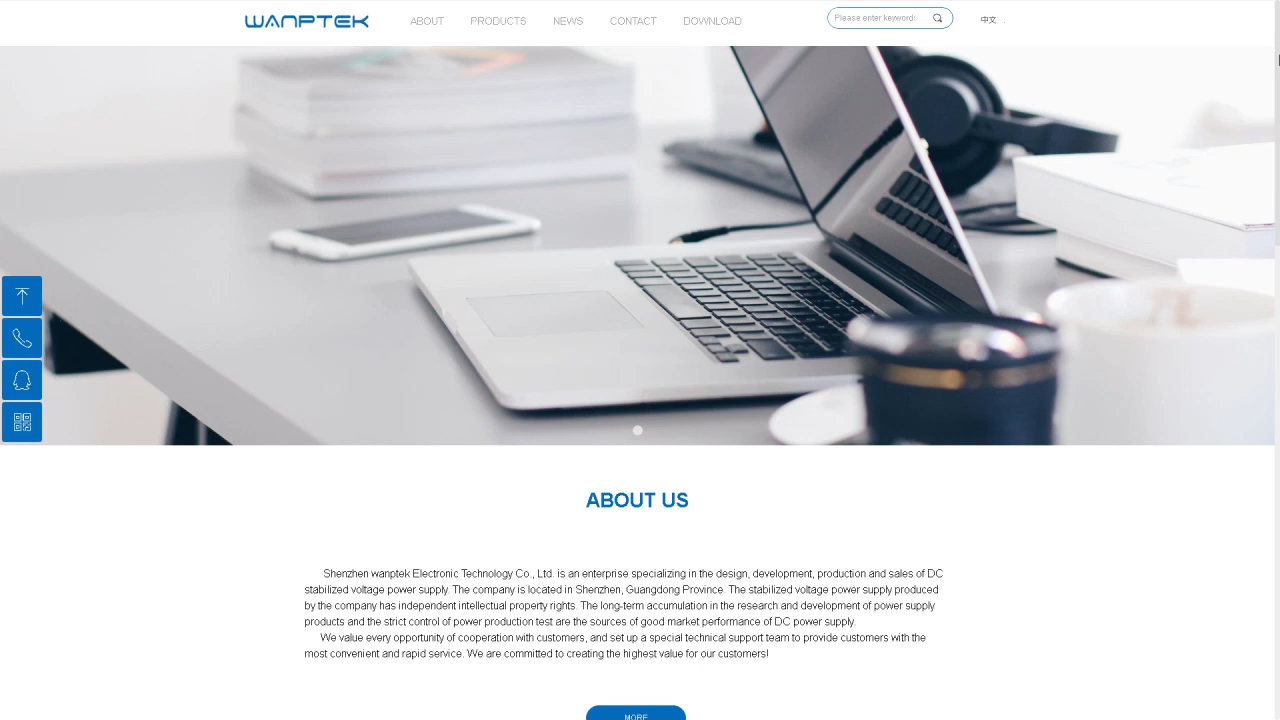 WANPTEK
ABOUT PRODUCTS NEWS CONTACT DOWNLOAD
Please enter keywords
中文
ABOUT US
Shenzhen wanptek Electronic Technology Co., Ltd. is an enterprise specializing in the design, development, production and sales of DC
stabilized voltage power supply. The company is located in Shenzhen, Guangdong Province. The stabilized voltage power supply produced
by the company has independent intellectual property rights. The long-term accumulation in the research and development of power supply
products and the strict control of power production test are the sources of good market performance of DC power supply.
We value every opportunity of cooperation with customers, and set up a special technical support team to provide customers with the
most convenient and rapid service. We are committed to creating the highest value for our customers!
MORE